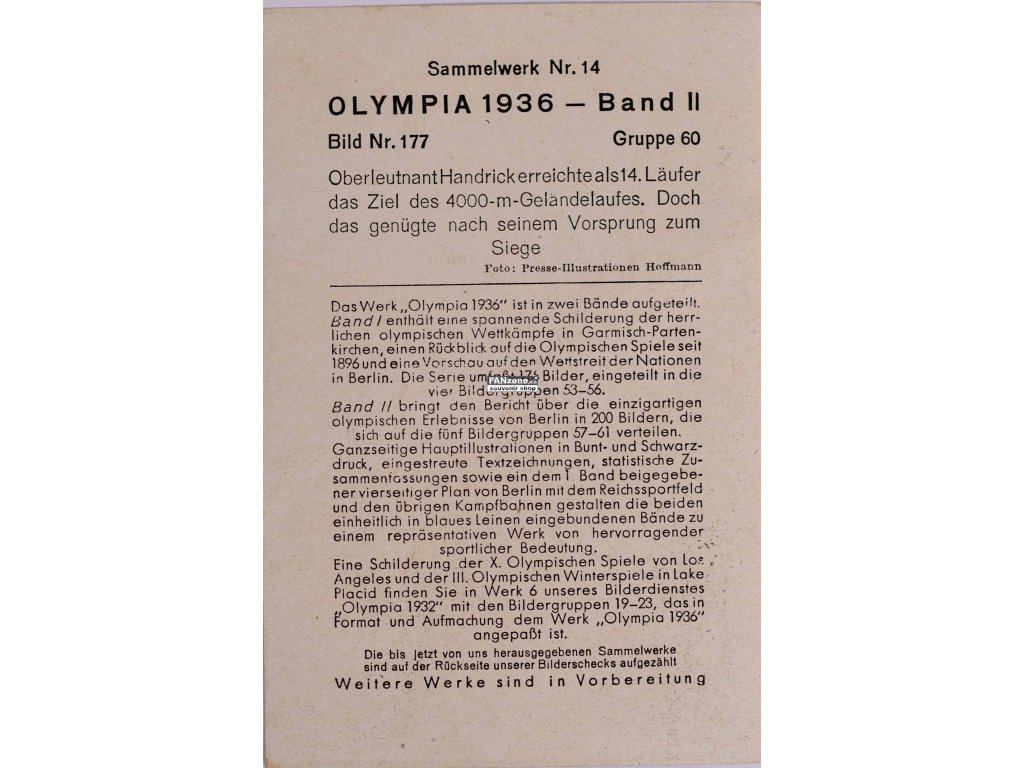 Sammelwerk Nr. 14
OLYMPIA 1936 – Band II
Bild Nr. 177 Gruppe 60
Oberleutnant Handrick erreichte als 14. Läufer
das Ziel des 4000-m-Geländelaufes. Doch
das genügte nach seinem Vorsprung zum
Siege
Foto: Presse-Illustrationen Hoffmann
Das Werk „Olympia 1936“ ist in zwei Bände aufgeteilt.
Band I enthält eine spannende Schilderung der herr-
lichen olympischen Wettkämpfe in Garmisch-Parten-
kirchen, einen Rückblick auf die Olympischen Spiele seit
1896 und eine Vorschau auf den Wettstreit der Nationen
in Berlin. Die Serie umfaßt 175 Bilder, eingeteilt in die
FANzone
souvenir shop
vier Bildergruppen 53–56.
Band II bringt den Bericht über die einzigartigen
olympischen Erlebnisse von Berlin in 200 Bildern, die
sich auf die fünf Bildergruppen 57–61 verteilen.
Ganzseitige Hauptillustrationen in Bunt- und Schwarz-
druck, eingestreute Textzeichnungen, statistische Zu-
sammenfassungen sowie ein dem I. Band beigegebe-
ner vierseitiger Plan von Berlin mit dem Reichssportfeld
und den übrigen Kampfbahnen gestalten die beiden
einheitlich in blaues Leinen eingebundenen Bände zu
einem repräsentativen Werk von hervorragender
sportlicher Bedeutung.
Eine Schilderung der X. Olympischen Spiele von Los
Angeles und der III. Olympischen Winterspiele in Lake
Placid finden Sie in Werk 6 unseres Bilderdienstes
„Olympia 1932“ mit den Bildergruppen 19–23, das in
Format und Aufmachung dem Werk „Olympia 1936“
angepaßt ist.
Die bis jetzt von uns herausgegebenen Sammelwerke
sind auf der Rückseite unserer Bilderschecks aufgezählt
Weitere Werke sind in Vorbereitung